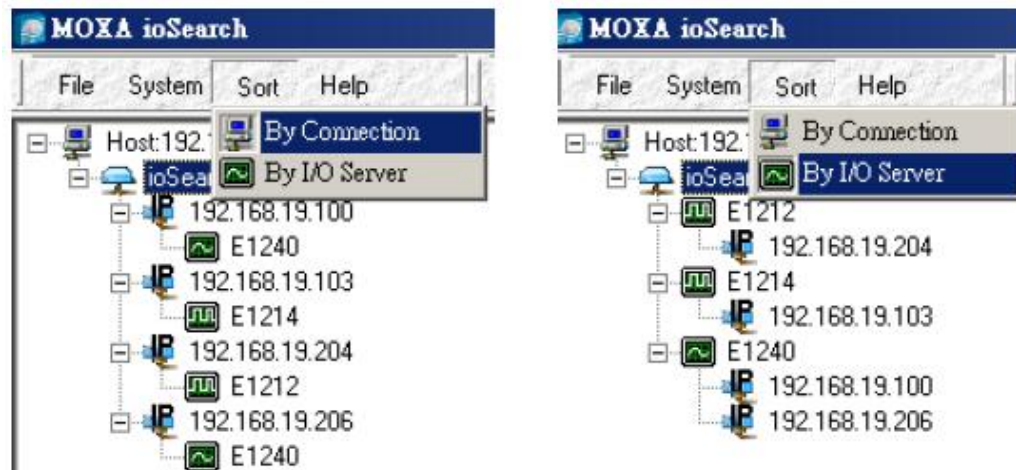 MOXA ioSearch
File System Sort Help
By Connection
By I/O Server
Host:192.
ioSea
192.168.19.100
E1240
192.168.19.103
E1214
192.168.19.204
E1212
192.168.19.206
E1240
MOXA ioSearch
File System Sort Help
By Connection
By I/O Server
Host:192.
ioSea
E1212
192.168.19.204
E1214
192.168.19.103
E1240
192.168.19.100
192.168.19.206